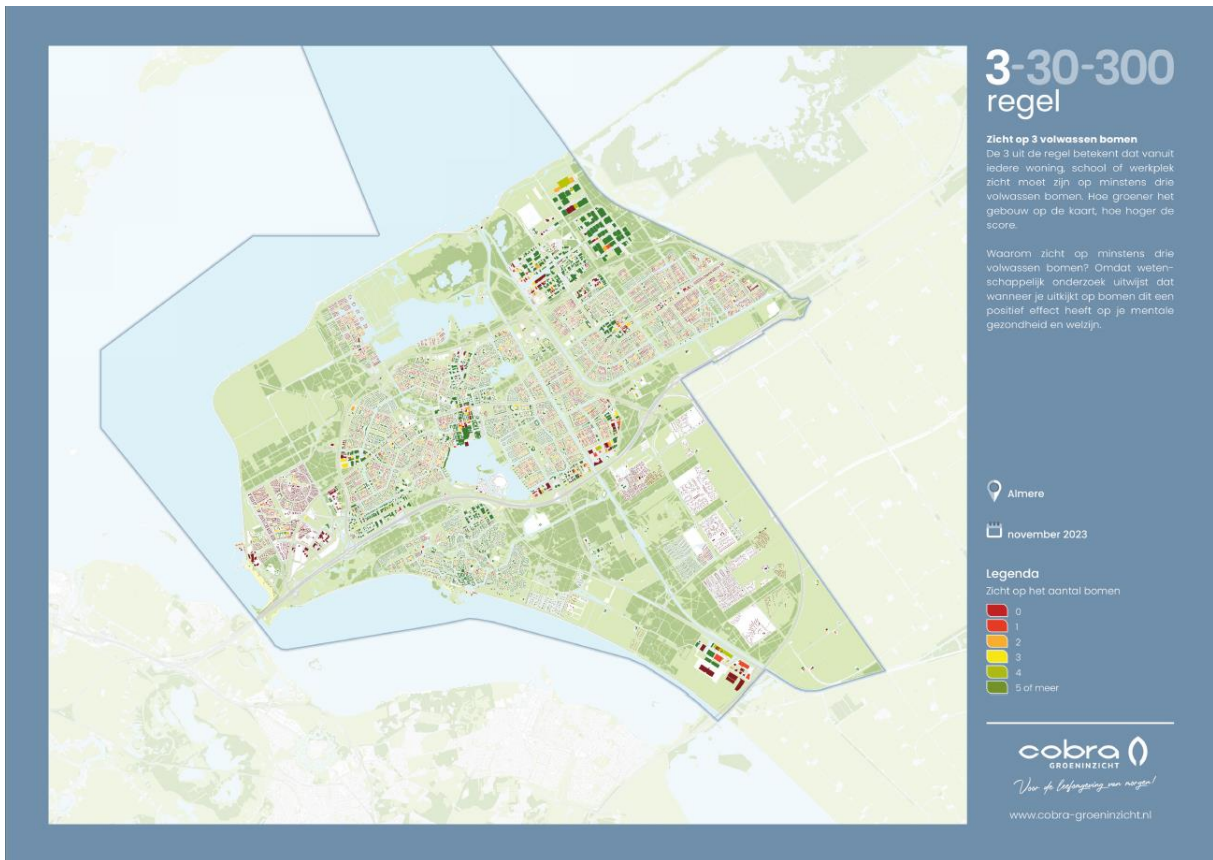 3-30-300
regel
Zicht op 3 volwassen bomen
De 3 uit de regel betekent dat vanuit
iedere woning, school of werkplek
zicht moet zijn op minstens drie
volwassen bomen. Hoe groener het
gebouw op de kaart, hoe hoger de
score.
Waarom zicht op minstens drie
volwassen bomen? Omdat weten-
schappelijk onderzoek uitwijst dat
wanneer je uitkijkt op bomen dit een
positief effect heeft op je mentale
gezondheid en welzijn.
Almere
november 2023
Legenda
Zicht op het aantal bomen
0
1
2
3
4
5 of meer
cobra
GROENINZICHT
Voor de leefomgeving van morgen!
www.cobra-groeninzicht.nl